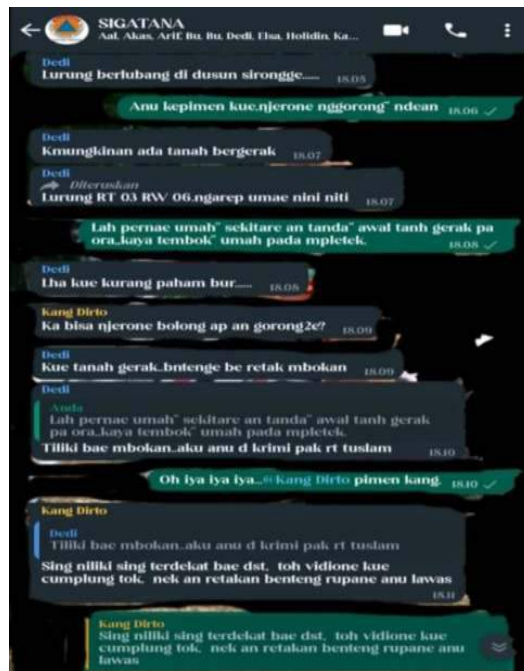 SIGATANA
Aal, Akas, Arif, Bu, Bu, Dedi, Elsa, Holidin, Ka...
Dedi
Lurung berlubang di dusun sirongge..... 18.05
Anu kepimen kue.njerone nggorong" ndean 18.06
Dedi
Kmungkinan ada tanah bergerak 18.07
Dedi
Diteruskan
Lurung RT 03 RW 06.ngarep umae nini niti 18.07
Lah pernae umah" sekitare an tanda" awal tanh gerak pa
ora..kaya tembok" umah pada mpletek. 18.08
Dedi
Lha kue kurang paham bur..... 18.08
Kang Dirto
Ka bisa njerone bolong ap an gorong2e? 18.09
Dedi
Kue tanah gerak..bntenge be retak mbokan 18.09
Dedi
Anda
Lah pernae umah" sekitare an tanda" awal tanh gerak
pa ora..kaya tembok" umah pada mpletek.
Tiliki bae mbokan..aku anu d krimi pak rt tuslam 18.10
Oh iya iya iya...@Kang Dirto pimen kang. 18.10
Kang Dirto
Dedi
Tiliki bae mbokan..aku anu d krimi pak rt tuslam
Sing niliki sing terdekat bae dst, toh vidione kue
cumplung tok, nek an retakan benteng rupane anu lawas
18.11
Kang Dirto
Sing niliki sing terdekat bae dst, toh vidione kue
cumplung tok, nek an retakan benteng rupane anu
lawas